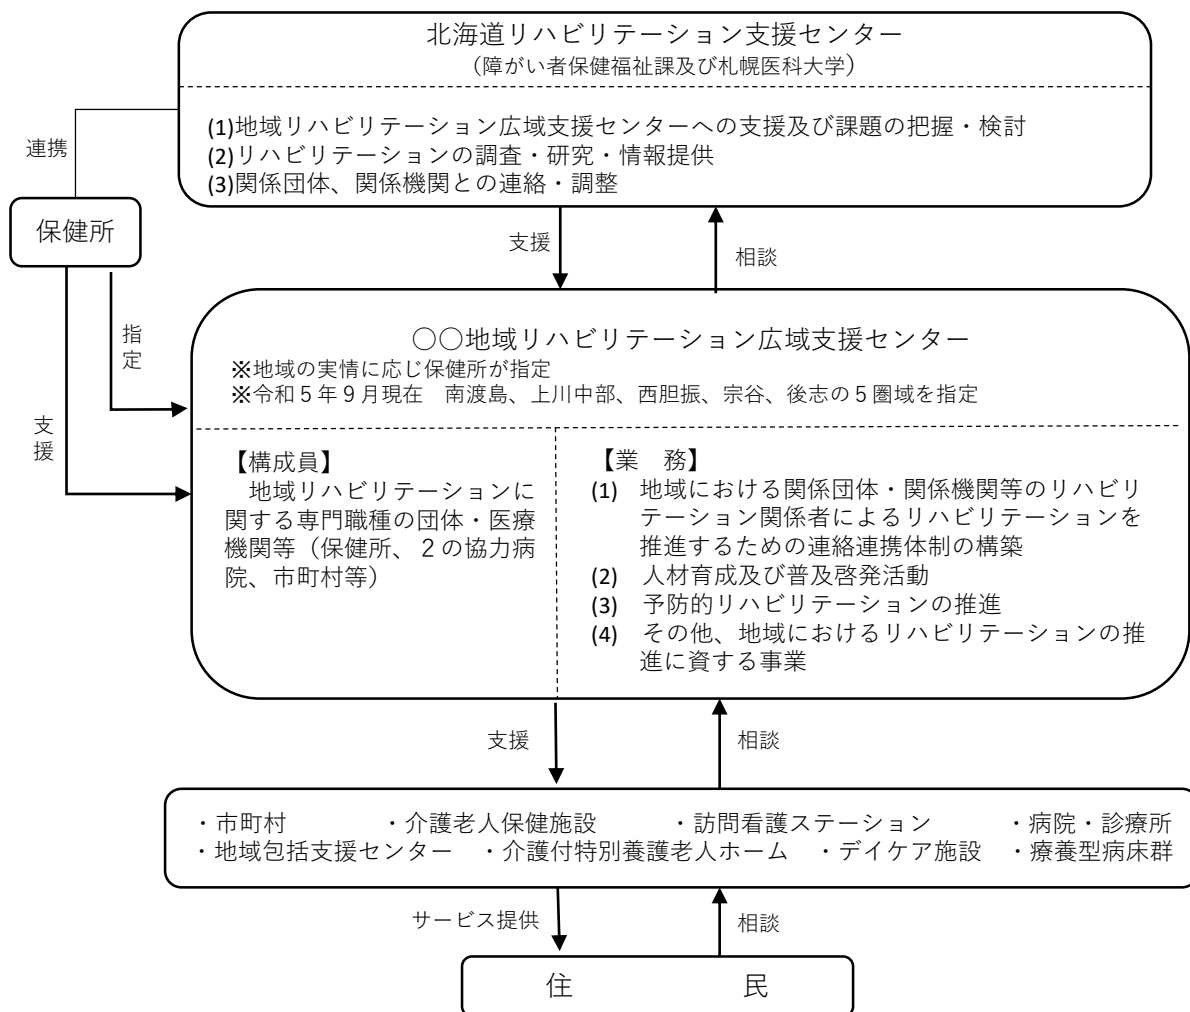 北海道リハビリテーション支援センター
(障がい者保健福祉課及び札幌医科大学)
(1)地域リハビリテーション広域支援センターへの支援及び課題の把握・検討
(2)リハビリテーションの調査・研究・情報提供
(3)関係団体、関係機関との連絡・調整
連携
保健所
支援
相談
指定
支援
○○地域リハビリテーション広域支援センター
※地域の実情に応じ保健所が指定
※令和５年９月現在　南渡島、上川中部、西胆振、宗谷、後志の５圏域を指定
【構成員】
地域リハビリテーションに
関する専門職種の団体・医療
機関等（保健所、２の協力病
院、市町村等）
【業　務】
(1)　地域における関係団体・関係機関等のリハビリ
テーション関係者によるリハビリテーションを
推進するための連絡連携体制の構築
(2)　人材育成及び普及啓発活動
(3)　予防的リハビリテーションの推進
(4)　その他、地域におけるリハビリテーションの推
進に資する事業
支援
相談
・市町村　・介護老人保健施設　・訪問看護ステーション　・病院・診療所
・地域包括支援センター　・介護付特別養護老人ホーム　・デイケア施設　・療養型病床群
サービス提供
相談
住　民